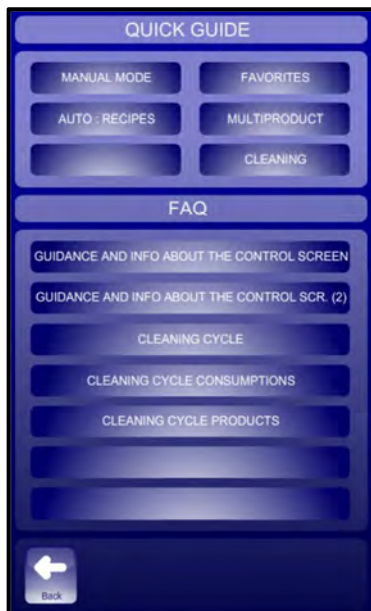 QUICK GUIDE
MANUAL MODE
FAVORITES
AUTO : RECIPES
MULTIPRODUCT
CLEANING
FAQ
GUIDANCE AND INFO ABOUT THE CONTROL SCREEN
GUIDANCE AND INFO ABOUT THE CONTROL SCR. (2)
CLEANING CYCLE
CLEANING CYCLE CONSUMPTIONS
CLEANING CYCLE PRODUCTS
Back